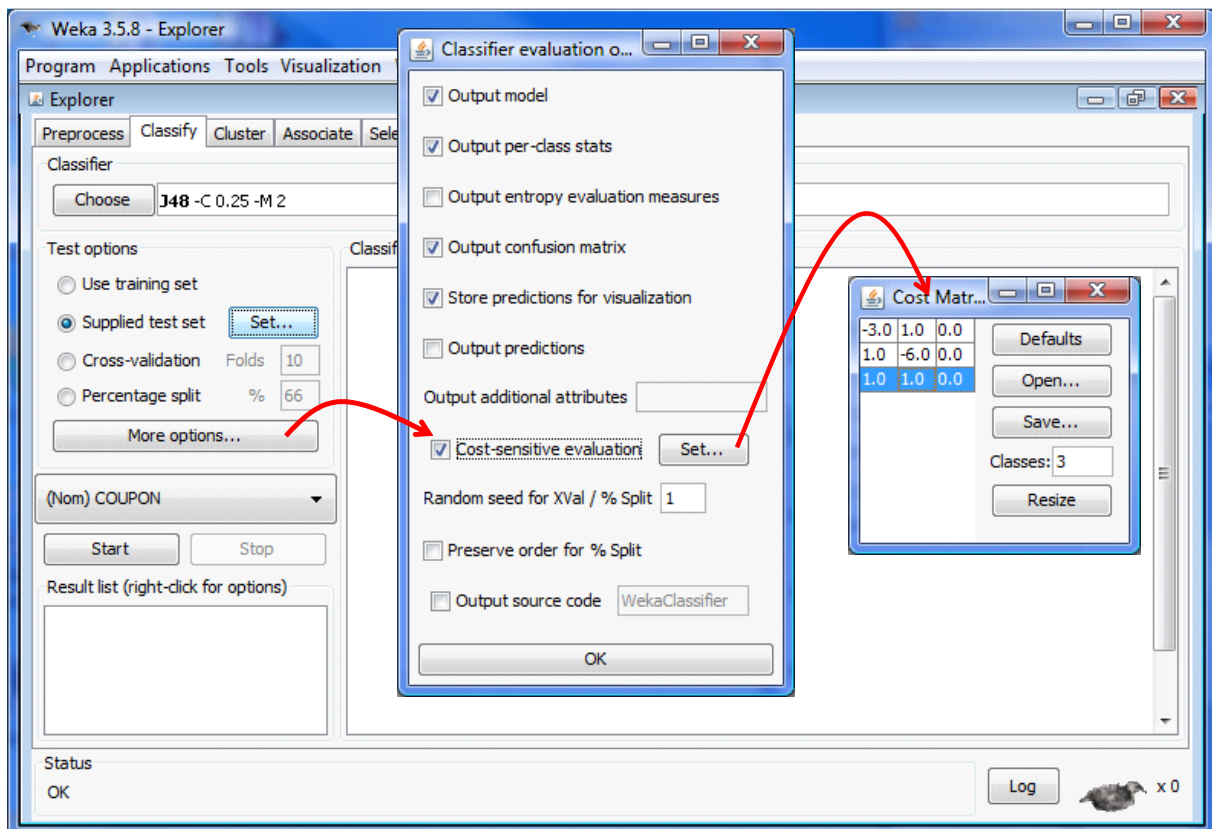 Weka 3.5.8 - Explorer
Program Applications Tools Visualization
Explorer
Preprocess Classify Cluster Associate Sele
Classifier
Choose J48 -C 0.25 -M 2
Test options
Use training set
Supplied test set Set...
Cross-validation Folds 10
Percentage split % 66
More options...
(Nom) COUPON
Start Stop
Result list (right-click for options)
Classif
Status
OK
Log x 0
Classifier evaluation o...
Output model
Output per-class stats
Output entropy evaluation measures
Output confusion matrix
Store predictions for visualization
Output predictions
Output additional attributes
Cost-sensitive evaluation Set...
Random seed for XVal / % Split 1
Preserve order for % Split
Output source code WekaClassifier
OK
Cost Matr...
-3.0 1.0 0.0
1.0 -6.0 0.0
1.0 1.0 0.0
Defaults
Open...
Save...
Classes: 3
Resize